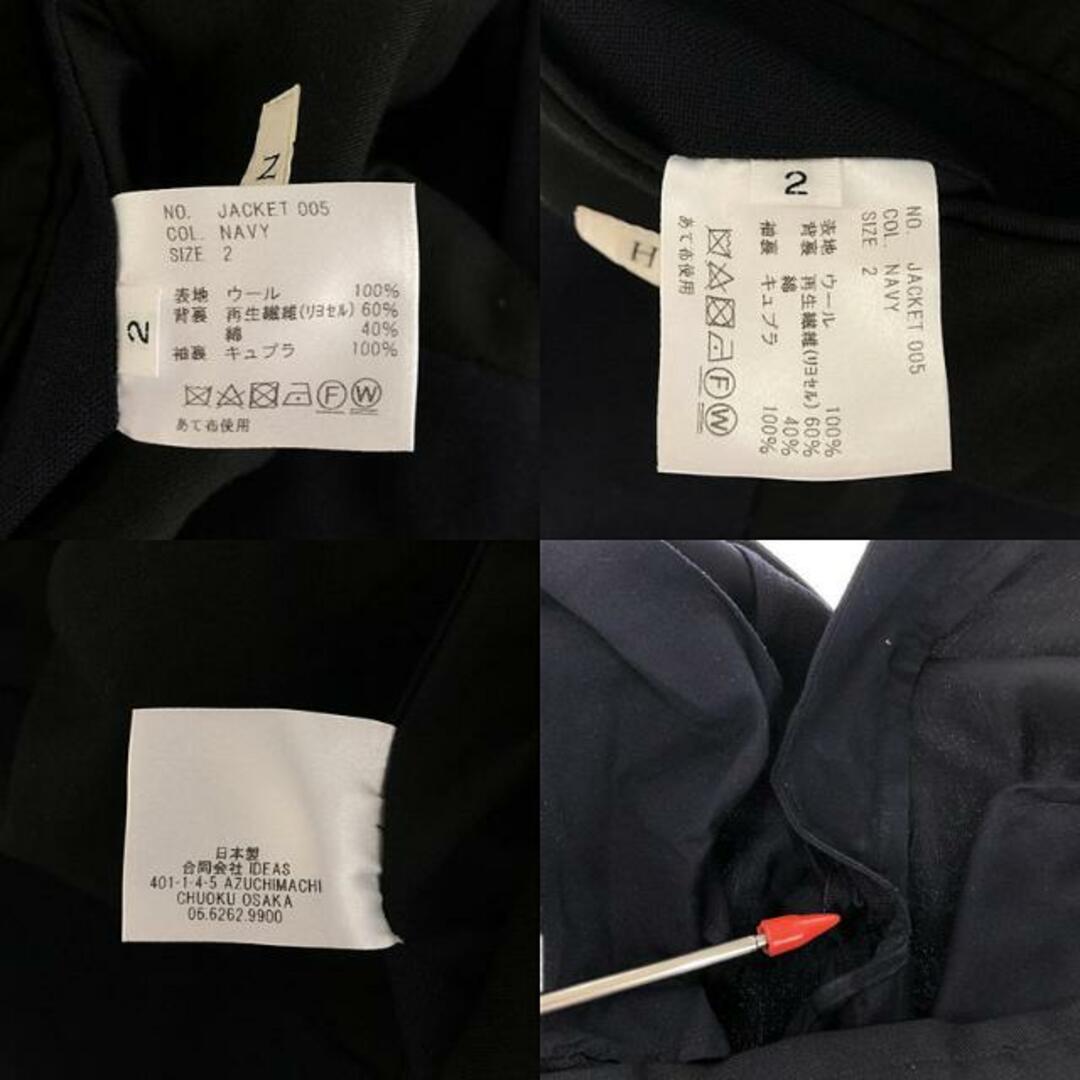 N
NO. JACKET 005
COL. NAVY
SIZE 2
2
表地 ウール 100%
背裏 再生繊維(リヨセル) 60%
綿 40%
袖裏 キュプラ 100%
F W
あて布使用
2
H
NO. JACKET 005
COL. NAVY
SIZE 2
表地 ウール 100%
背裏 再生繊維(リヨセル) 60%
綿 40%
袖裏 キュプラ 100%
F W
あて布使用
日本製
合同会社 IDEAS
401-1-4-5 AZUCHIMACHI
CHUOKU OSAKA
06.6262.9900